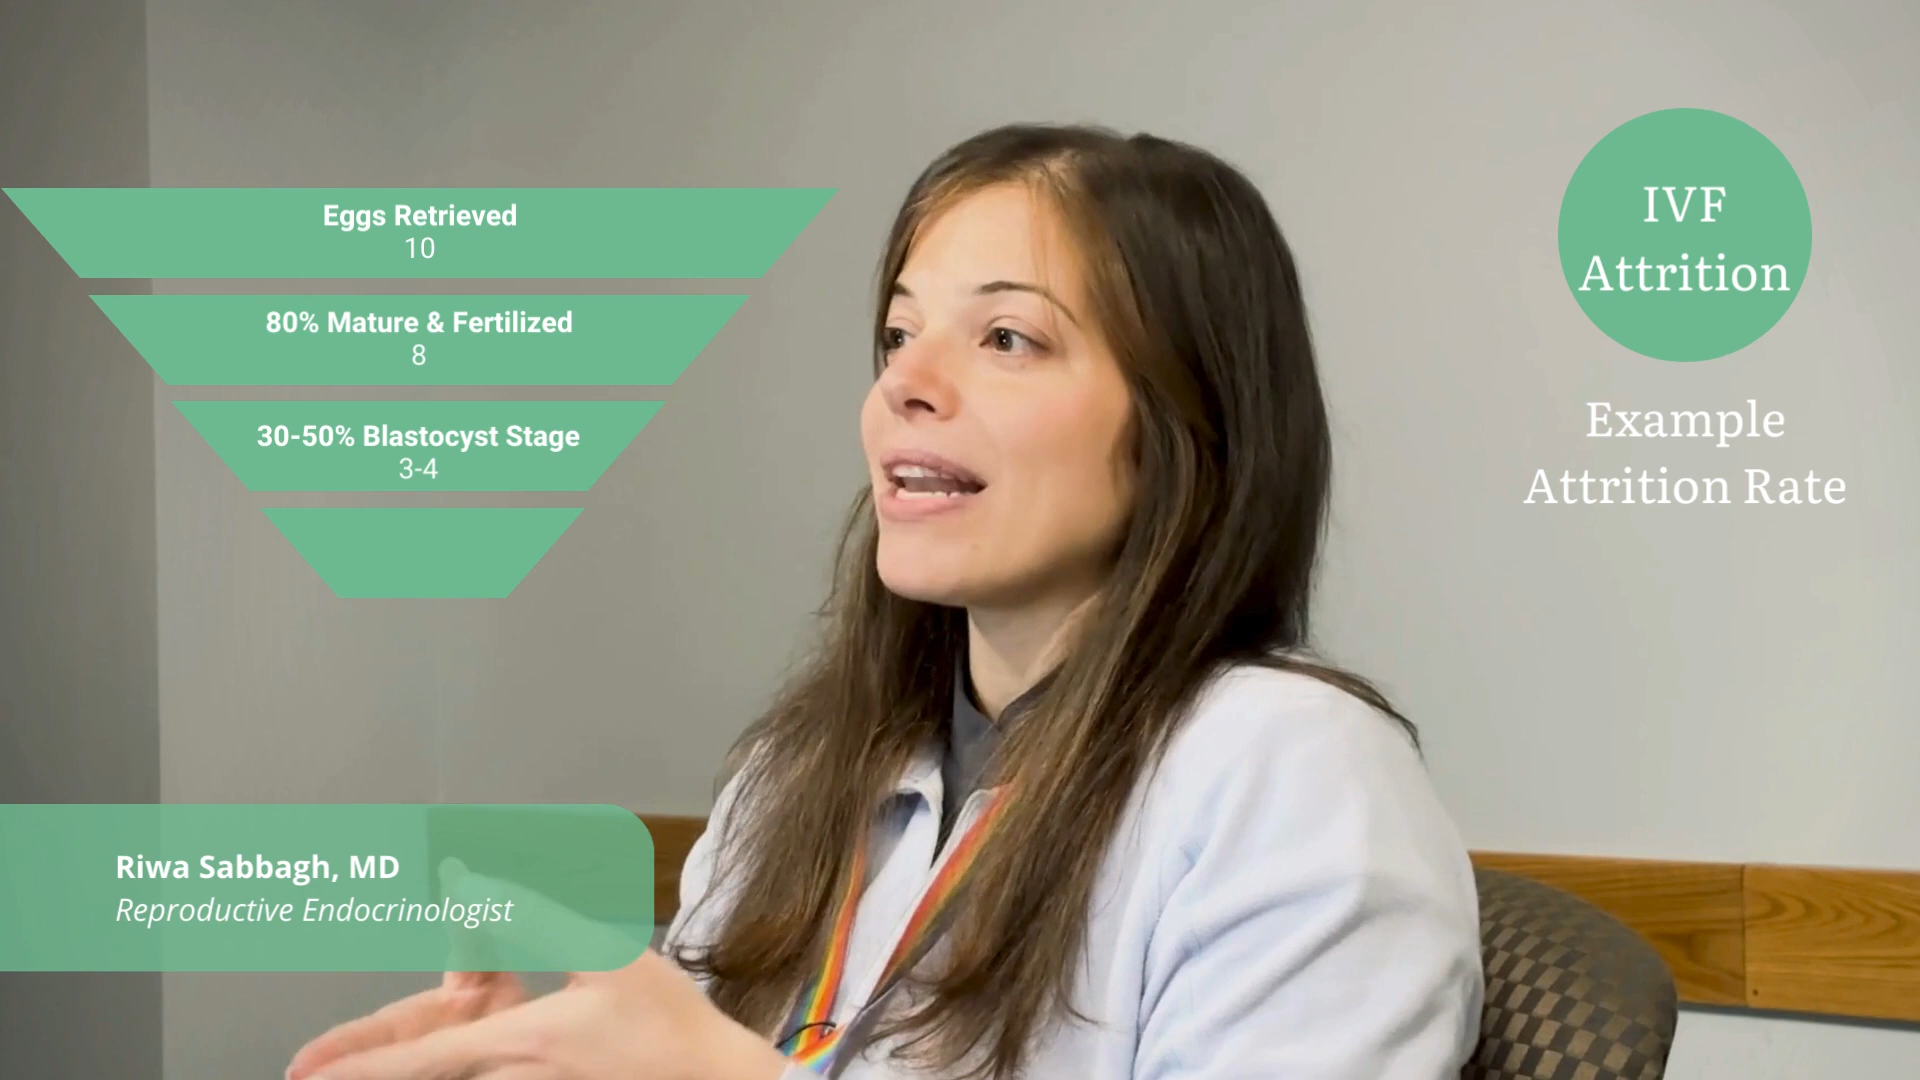 Eggs Retrieved
10
80% Mature & Fertilized
8
30-50% Blastocyst Stage
3-4
IVF
Attrition
Example
Attrition Rate
Riwa Sabbagh, MD
Reproductive Endocrinologist